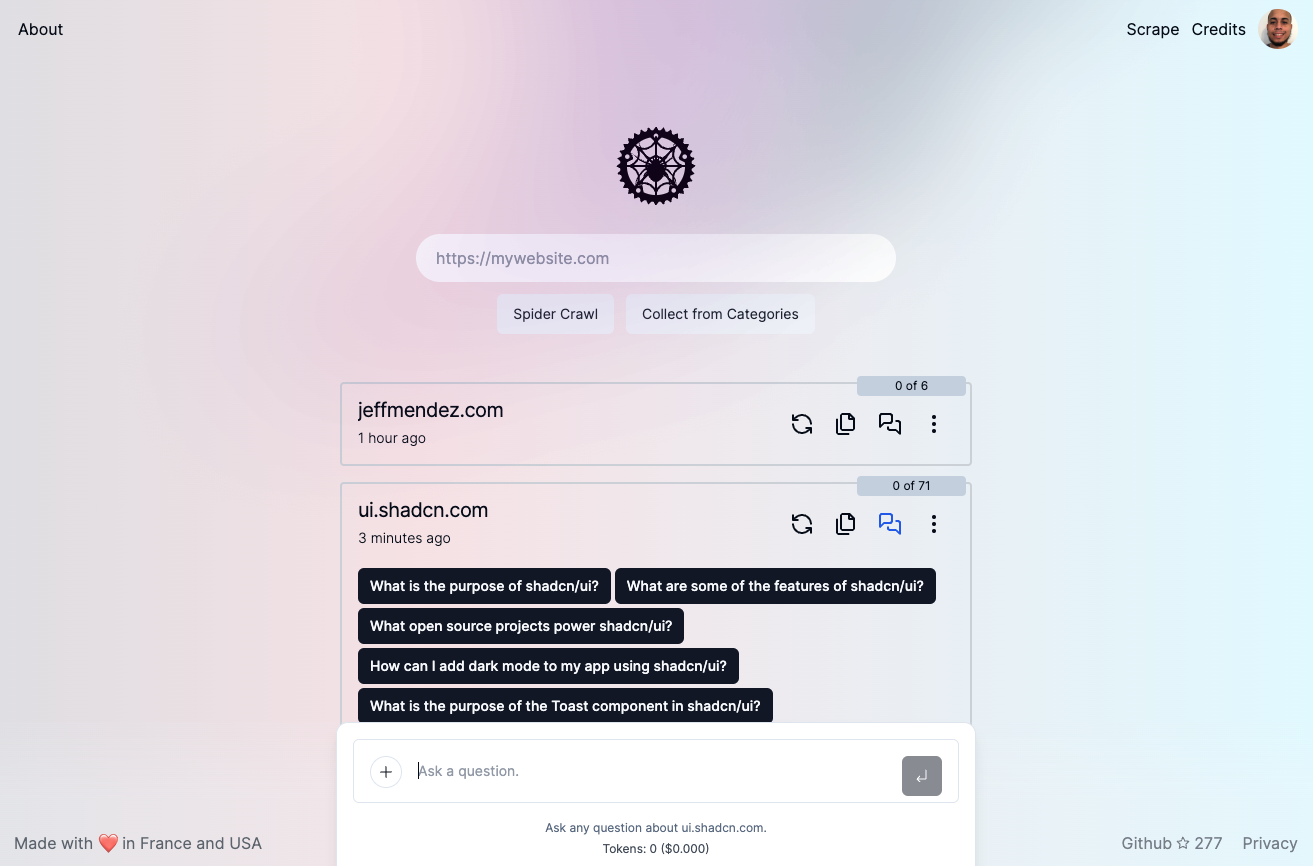 About
Scrape Credits
https://mywebsite.com
Spider Crawl Collect from Categories
0 of 6
jeffmendez.com
1 hour ago
0 of 71
ui.shadcn.com
3 minutes ago
What is the purpose of shadcn/ui? What are some of the features of shadcn/ui?
What open source projects power shadcn/ui?
How can I add dark mode to my app using shadcn/ui?
What is the purpose of the Toast component in shadcn/ui?
Ask a question.
Ask any question about ui.shadcn.com.
Tokens: 0 ($0.000)
Made with ❤️ in France and USA
Github ☆ 277 Privacy